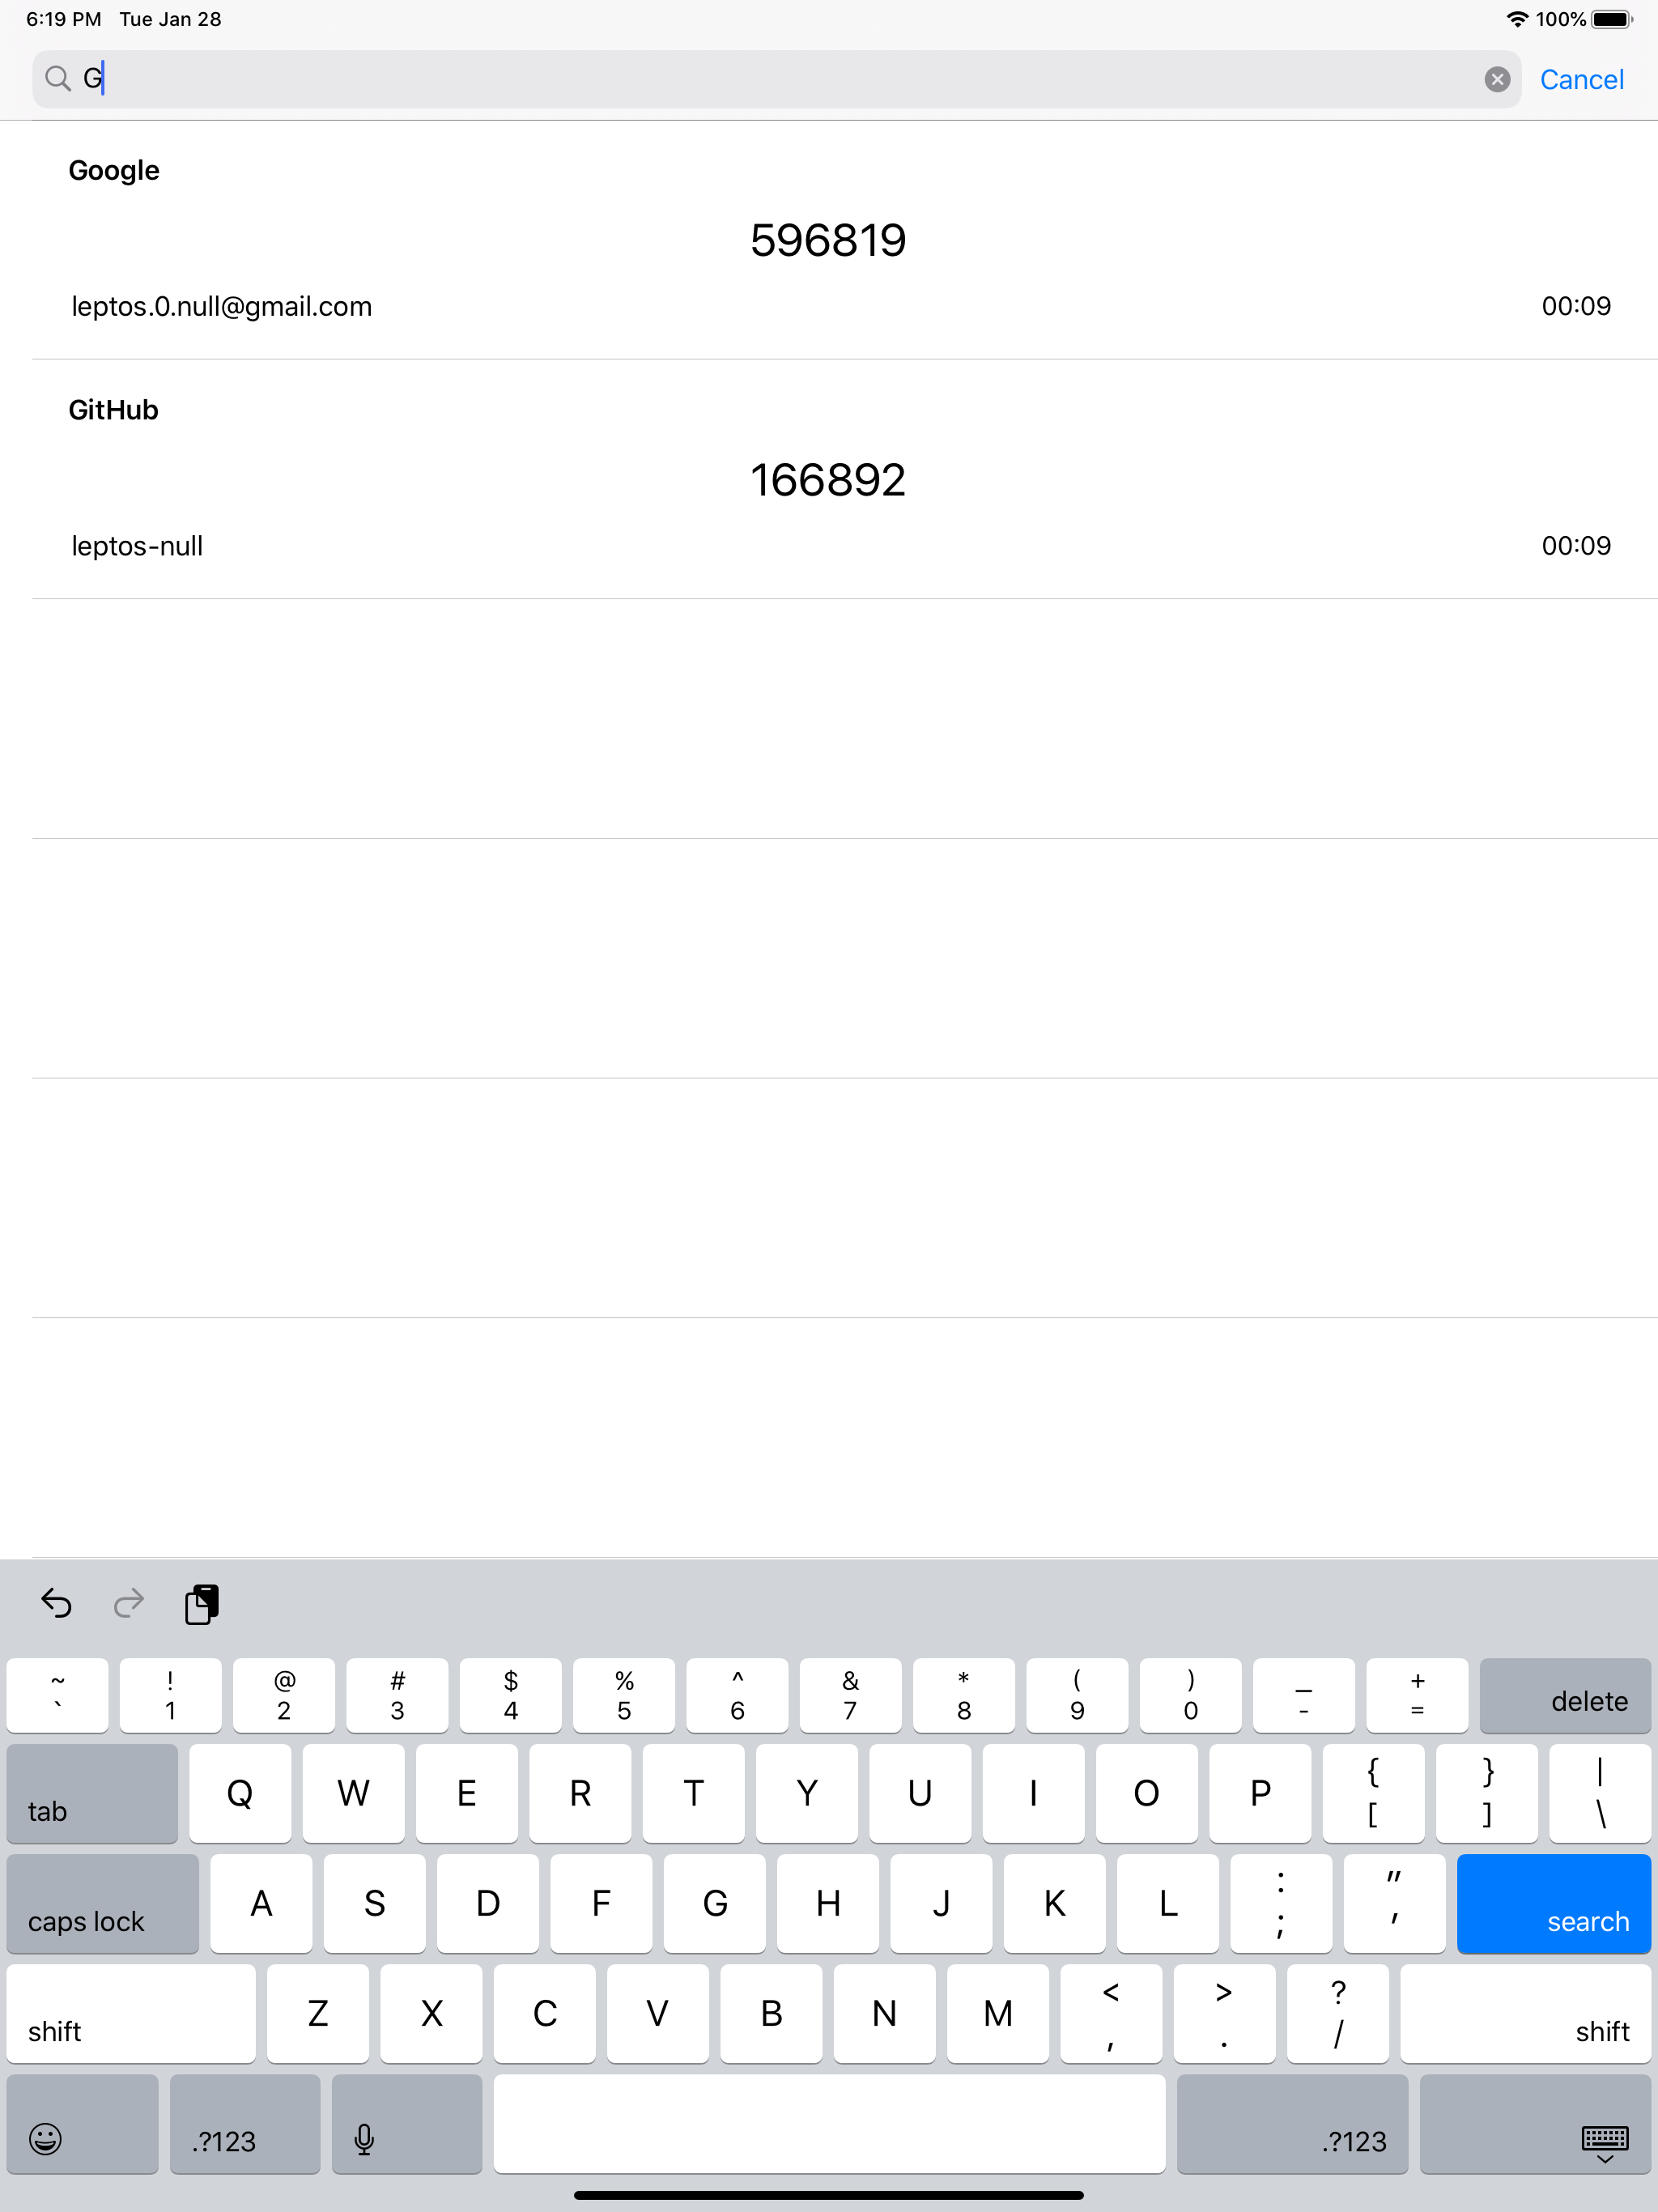 6:19 PM Tue Jan 28 100%
G Cancel
Google
596819
leptos.0.null@gmail.com 00:09
GitHub
166892
leptos-null 00:09
~ ! @ # $ % ^ & * ( ) _ +
` 1 2 3 4 5 6 7 8 9 0 - = delete
tab Q W E R T Y U I O P { [ } ] | \
caps lock A S D F G H J K L : ; " ' search
shift Z X C V B N M < , > . ? / shift
.?123 .?123